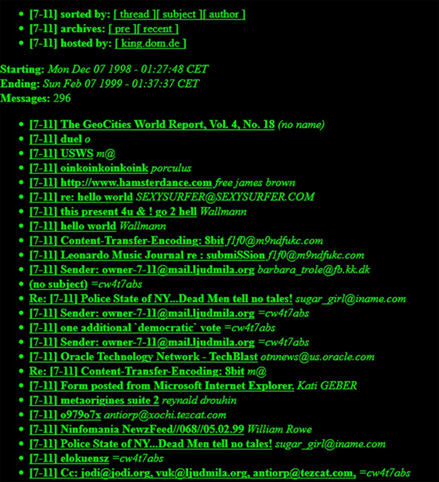 [7-11] sorted by: [ thread ][ subject ][ author ]
[7-11] archives: [ pre ][ recent ]
[7-11] hosted by: [ king.dom.de ]
Starting: Mon Dec 07 1998 - 01:27:48 CET
Ending: Sun Feb 07 1999 - 01:37:37 CET
Messages: 296
[7-11] The GeoCities World Report, Vol. 4, No. 18 (no name)
[7-11] duel o
[7-11] USWS m@
[7-11] oinkoinkoinkoink porculus
[7-11] http://www.hamsterdance.com free james brown
[7-11] re: hello world SEXYSURFER@SEXYSURFER.COM
[7-11] this present 4u & ! go 2 hell Wallmann
[7-11] hello world Wallmann
[7-11] Content-Transfer-Encoding: 8bit f1f0@m9ndfukc.com
[7-11] Leonardo Music Journal re : submiSSion f1f0@m9ndfukc.com
[7-11] Sender: owner-7-11@mail.ljudmila.org barbara_trole@fb.kk.dk
(no subject) =cw4t7abs
Re: [7-11] Police State of NY...Dead Men tell no tales! sugar_girl@iname.com
[7-11] Sender: owner-7-11@mail.ljudmila.org =cw4t7abs
[7-11] one additional `democratic` vote =cw4t7abs
[7-11] Sender: owner-7-11@mail.ljudmila.org =cw4t7abs
[7-11] Oracle Technology Network - TechBlast otnnews@us.oracle.com
Re: [7-11] Content-Transfer-Encoding: 8bit m@
[7-11] Form posted from Microsoft Internet Explorer. Kati GEBER
[7-11] metaorigines suite 2 reynald drouhin
[7-11] o979o7x antiorp@xochi.tezcat.com
[7-11] Ninfomania NewzFeed//068//05.02.99 William Rowe
[7-11] Police State of NY...Dead Men tell no tales! sugar_girl@iname.com
[7-11] elokuensz =cw4t7abs
[7-11] Cc: jodi@jodi.org, vuk@ljudmila.org, antiorp@tezcat.com, =cw4t7abs